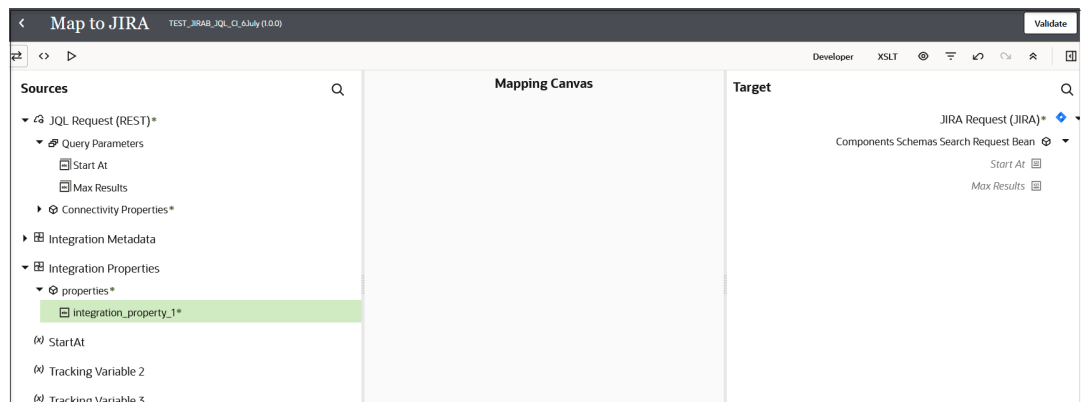 Map to JIRA TEST_JIRAB_JQL_CI_6July (1.0.0) Validate
Developer XSLT
Sources
Mapping Canvas
Target
JQL Request (REST)*
Query Parameters
Start At
Max Results
Connectivity Properties*
Integration Metadata
Integration Properties
properties*
integration_property_1*
(x) StartAt
(x) Tracking Variable 2
(x) Tracking Variable 3
JIRA Request (JIRA)*
Components Schemas Search Request Bean
Start At
Max Results